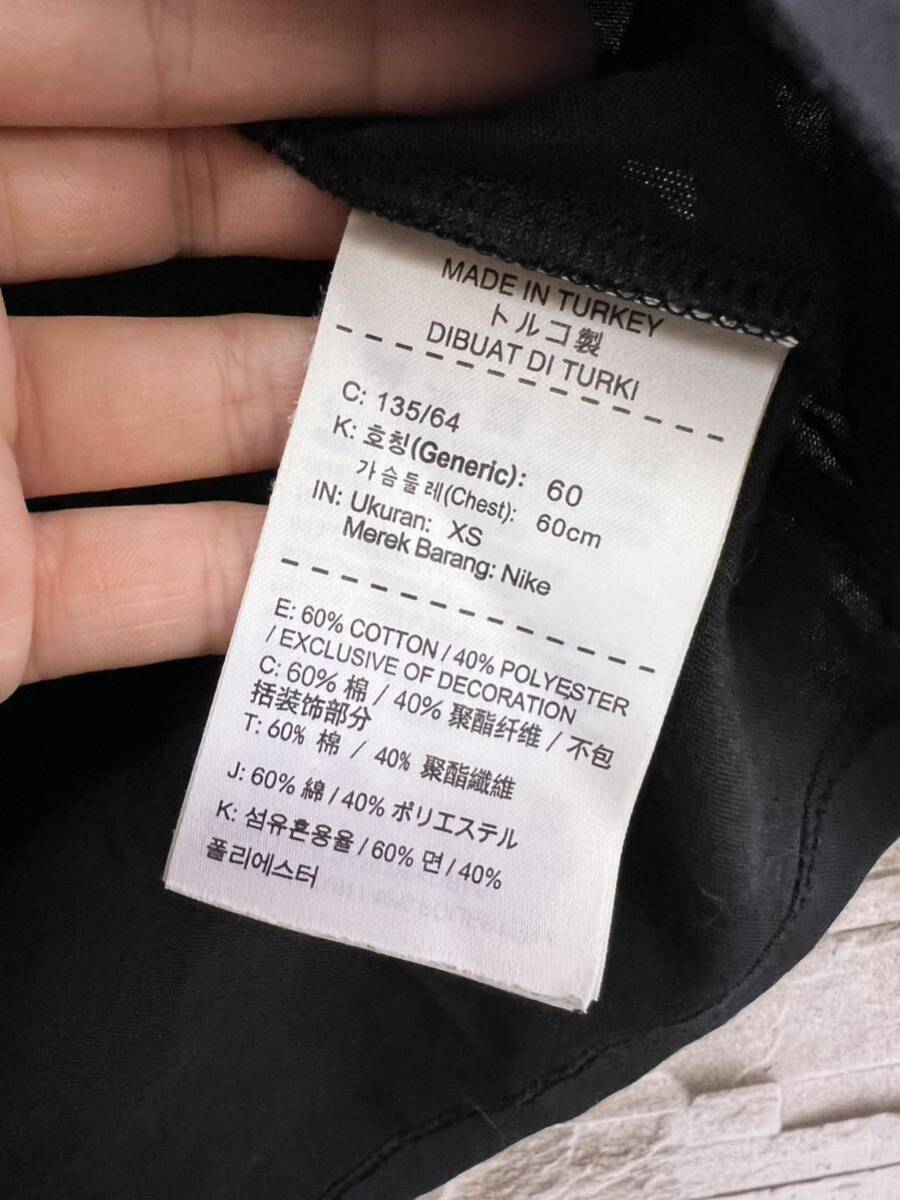 MADE IN TURKEY
トルコ製
DIBUAT DI TURKI
C: 135/64
K: 호칭(Generic): 60
가슴둘레(Chest): 60cm
IN: Ukuran: XS
Merek Barang: Nike
E: 60% COTTON / 40% POLYESTER
/ EXCLUSIVE OF DECORATION
C: 60% 棉 / 40% 聚酯纤维 / 不包
括装饰部分
T: 60% 棉 / 40% 聚酯纖維
J: 60% 綿 / 40% ポリエステル
K: 섬유혼용율 / 60% 면 / 40%
폴리에스터